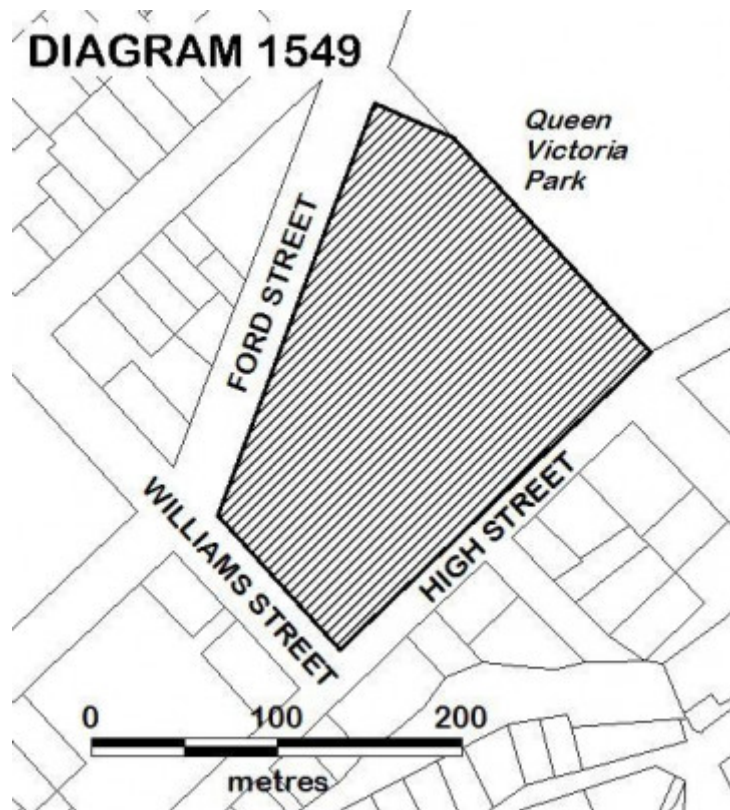 DIAGRAM 1549
Queen
Victoria
Park
FORD STREET
WILLIAMS STREET
HIGH STREET
0 100 200
metres